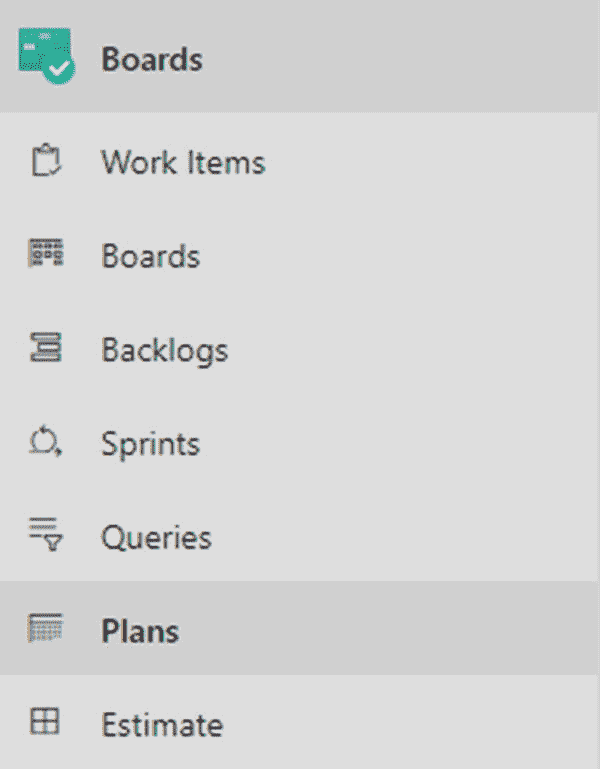 Boards
Work Items
Boards
Backlogs
Sprints
Queries
Plans
Estimate